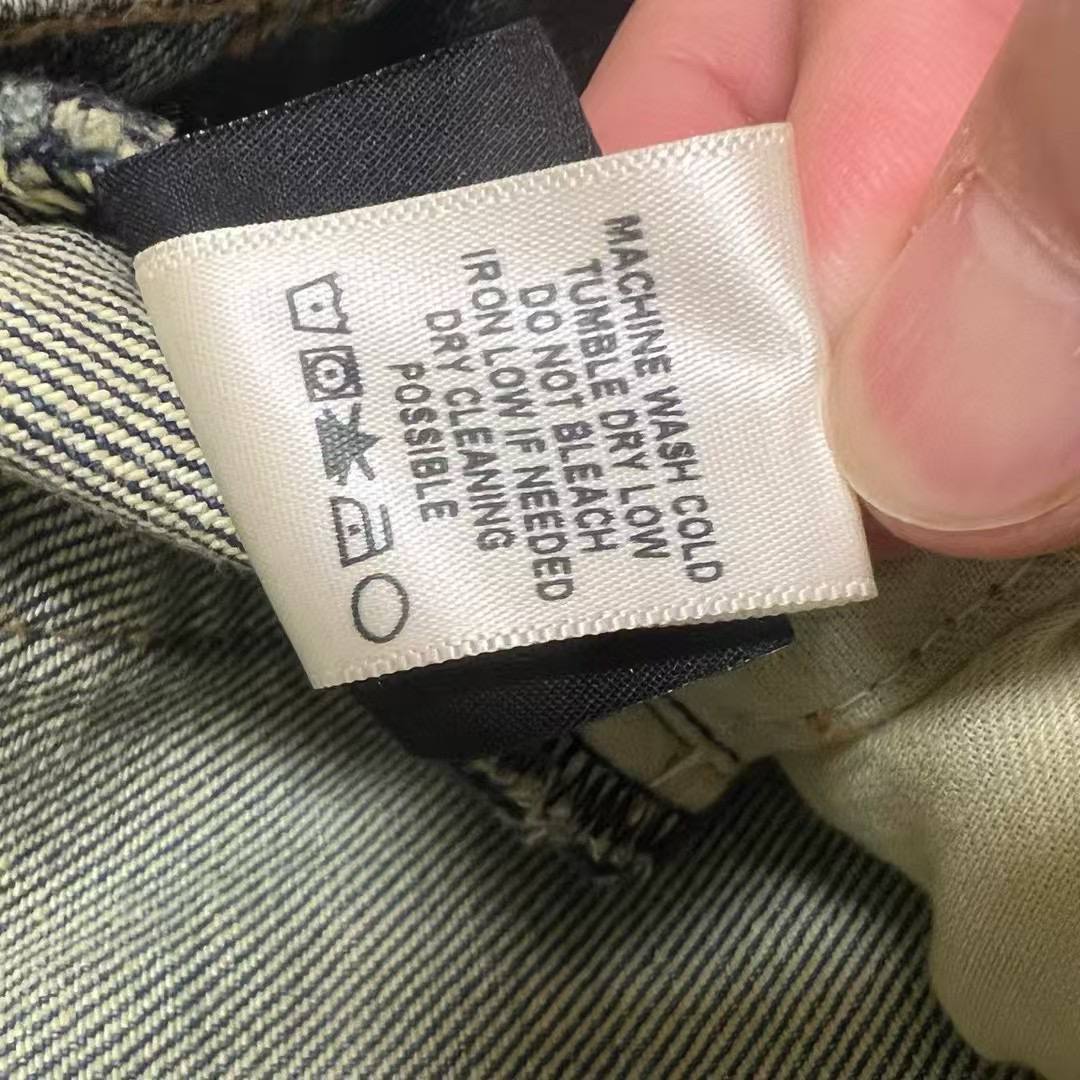 MACHINE WASH COLD
TUMBLE DRY LOW
DO NOT BLEACH
IRON LOW IF NEEDED
DRY CLEANING
POSSIBLE